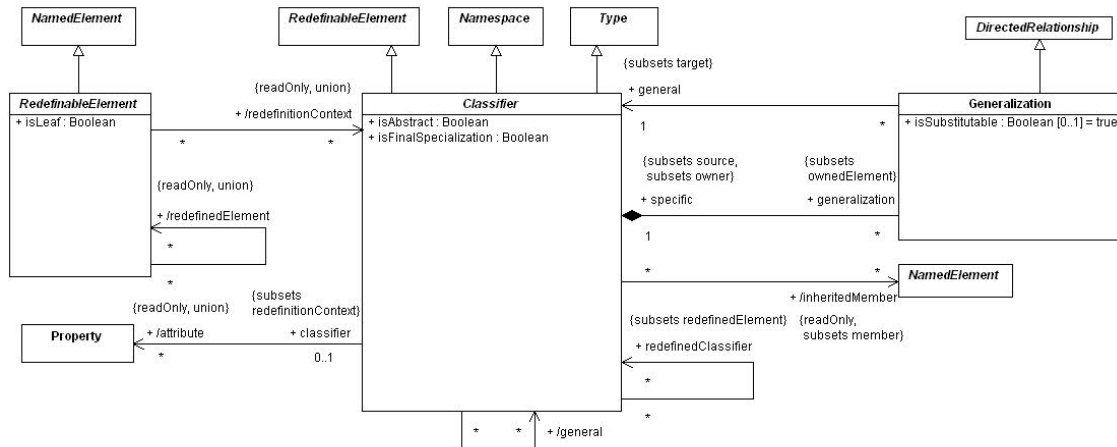 NamedElement
RedefinableElement
Namespace
Type
DirectedRelationship
RedefinableElement
+ isLeaf : Boolean
{readOnly, union}
+ /redefinitionContext
*
*
Classifier
+ isAbstract : Boolean
+ isFinalSpecialization : Boolean
{subsets target}
+ general
1
*
Generalization
+ isSubstitutable : Boolean [0..1] = true
{readOnly, union}
+ /redefinedElement
*
*
{subsets source,
subsets owner}
+ specific
1
{subsets
ownedElement}
+ generalization
*
*
*
NamedElement
+ /inheritedMember
{readOnly,
subsets member}
{readOnly, union}
+ /attribute
*
{subsets
redefinitionContext}
+ classifier
0..1
Property
{subsets redefinedElement}
+ redefinedClassifier
*
*
*
*
+ /general